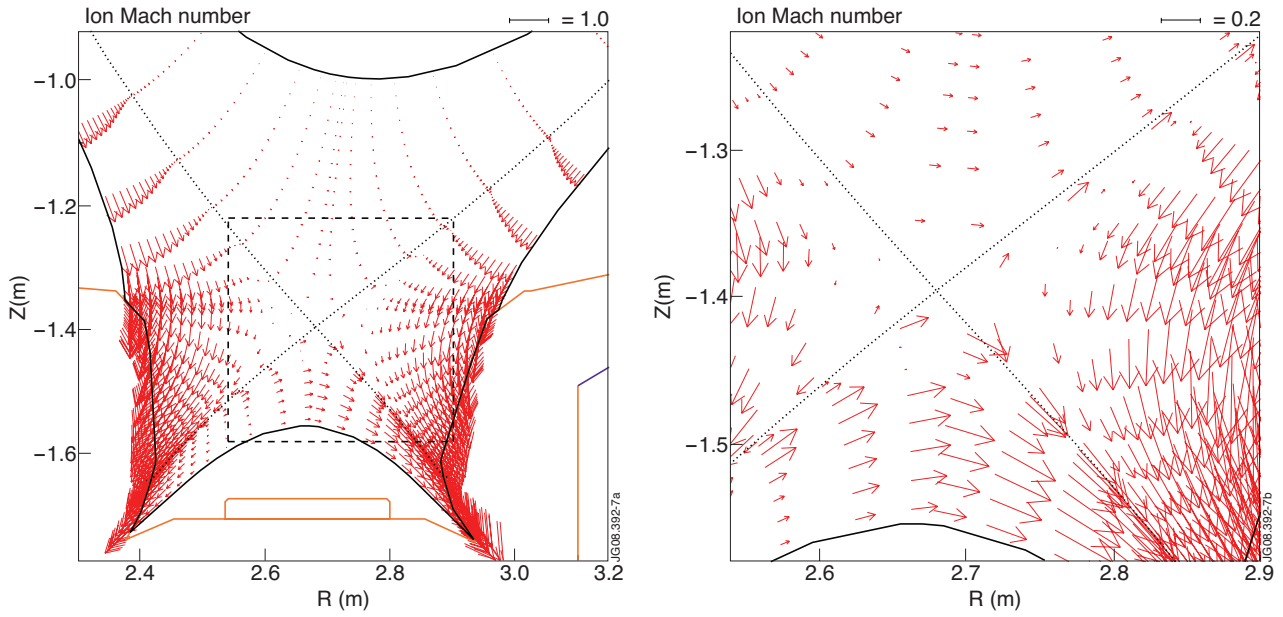 Ion Mach number
= 1.0
−1.0
−1.2
−1.4
−1.6
Z(m)
2.4
2.6
2.8
3.0
3.2
R (m)
JG08.392-7a
Ion Mach number
= 0.2
−1.3
−1.4
−1.5
Z(m)
2.6
2.7
2.8
2.9
R (m)
JG08.392-7b